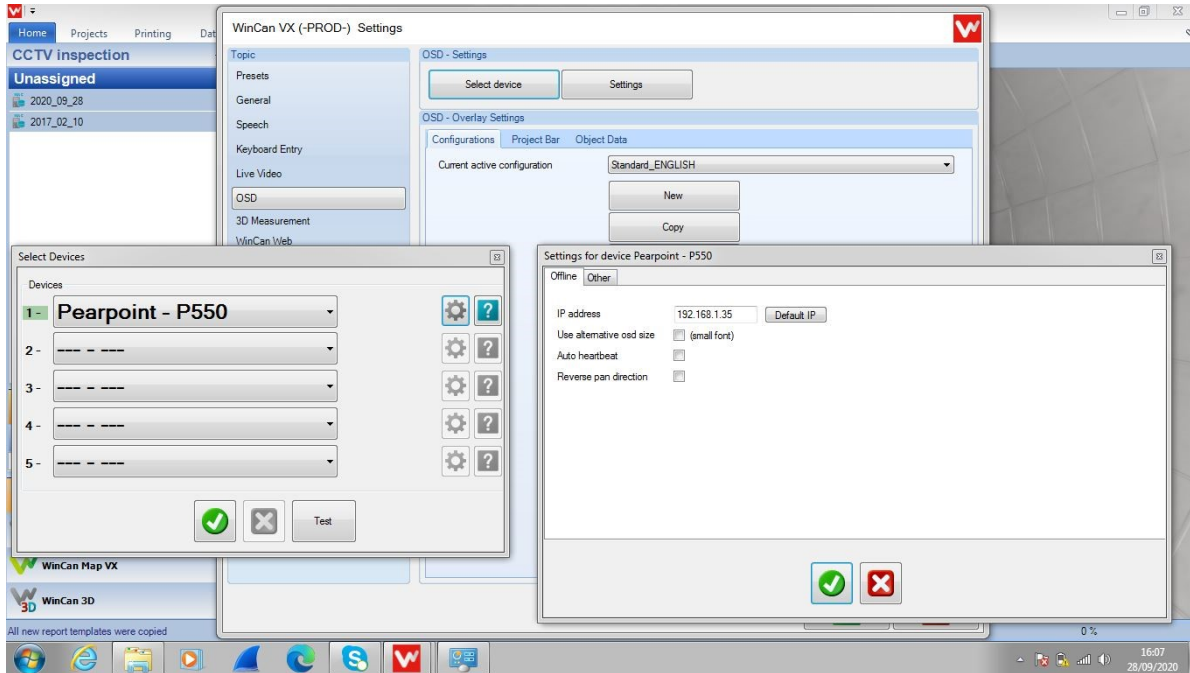 Home Projects Printing Dat
CCTV inspection
Unassigned
2020_09_28
2017_02_10
WinCan VX (-PROD-) Settings
Topic
Presets
General
Speech
Keyboard Entry
Live Video
OSD
3D Measurement
WinCan Web
OSD - Settings
Select device Settings
OSD - Overlay Settings
Configurations Project Bar Object Data
Current active configuration Standard_ENGLISH
New
Copy
Select Devices
Devices
1 - Pearpoint - P550
2 - --- - ---
3 - --- - ---
4 - --- - ---
5 - --- - ---
Test
Settings for device Pearpoint - P550
Offline Other
IP address 192.168.1.35 Default IP
Use alternative osd size (small font)
Auto heartbeat
Reverse pan direction
WinCan Map VX
3D WinCan 3D
All new report templates were copied
0 %
16:07
28/09/2020